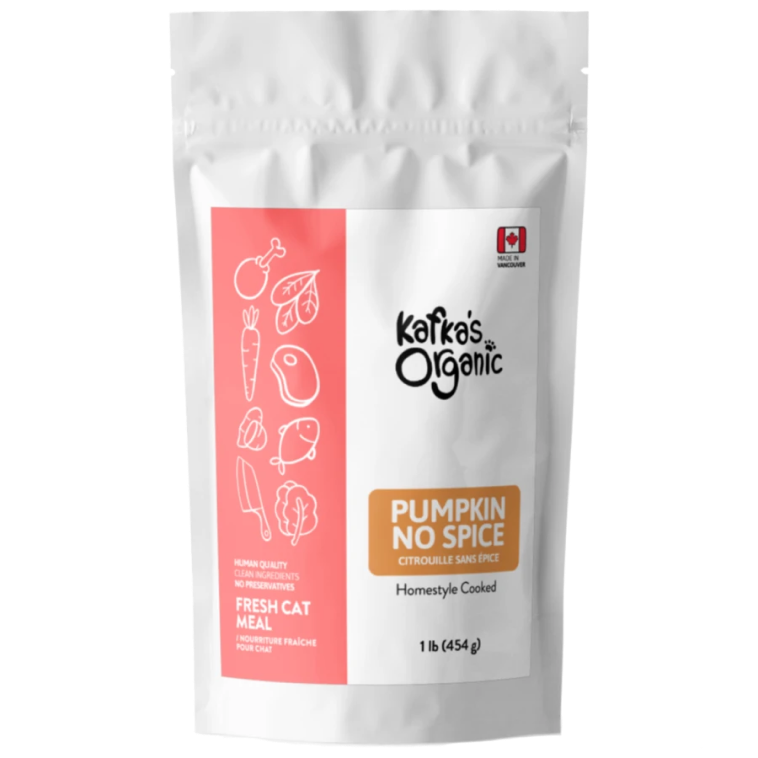 MADE IN
VANCOUVER
Kafka's
Organic
PUMPKIN
NO SPICE
CITROUILLE SANS ÉPICE
Homestyle Cooked
1 lb (454 g)
HUMAN QUALITY
CLEAN INGREDIENTS
NO PRESERVATIVES
FRESH CAT
MEAL
/ NOURRITURE FRAÎCHE
POUR CHAT